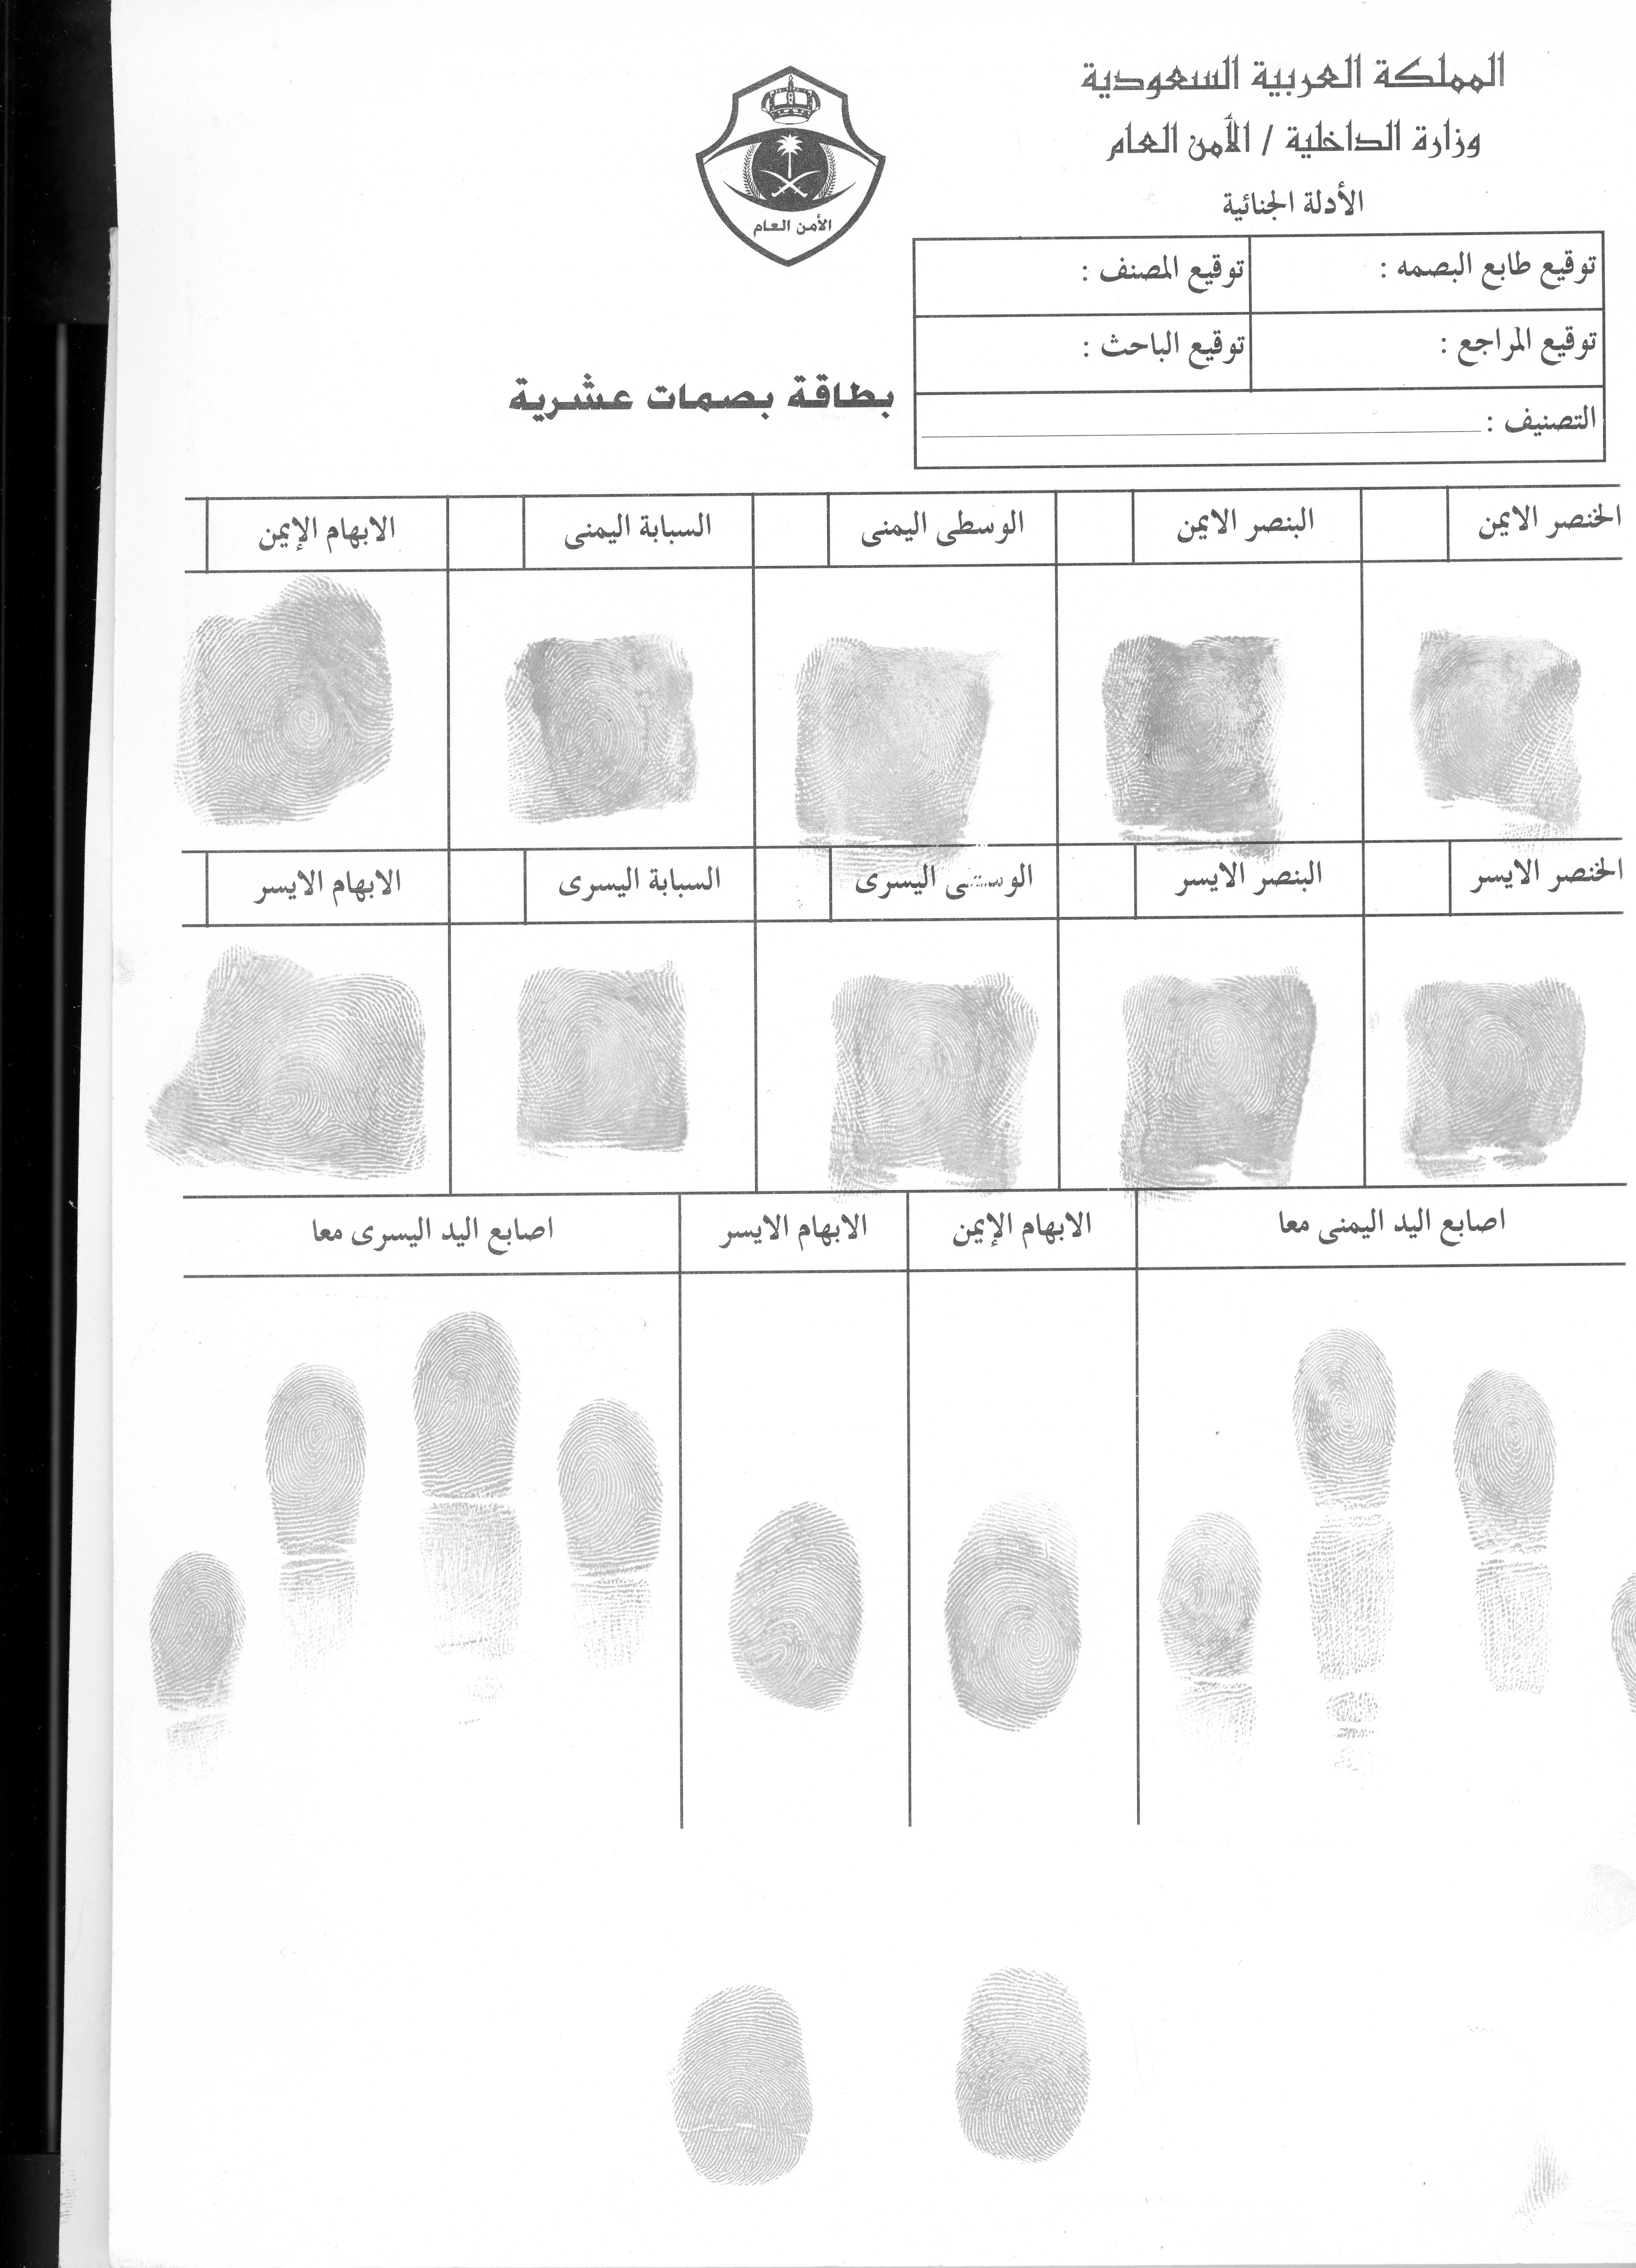 المملكة العربية السعودية
وزارة الداخلية / الأمن العام
الأدلة الجنائية
الأمن العام
توقيع طابع البصمه : توقيع المصنف :
توقيع المراجع : توقيع الباحث :
التصنيف :
بطاقة بصمات عشرية
الخنصر الايمن البنصر الايمن الوسطى اليمنى السبابة اليمنى الابهام الإيمن
الخنصر الايسر البنصر الايسر الوسطى اليسرى السبابة اليسرى الابهام الايسر
اصابع اليد اليمنى معا الابهام الإيمن الابهام الايسر اصابع اليد اليسرى معا